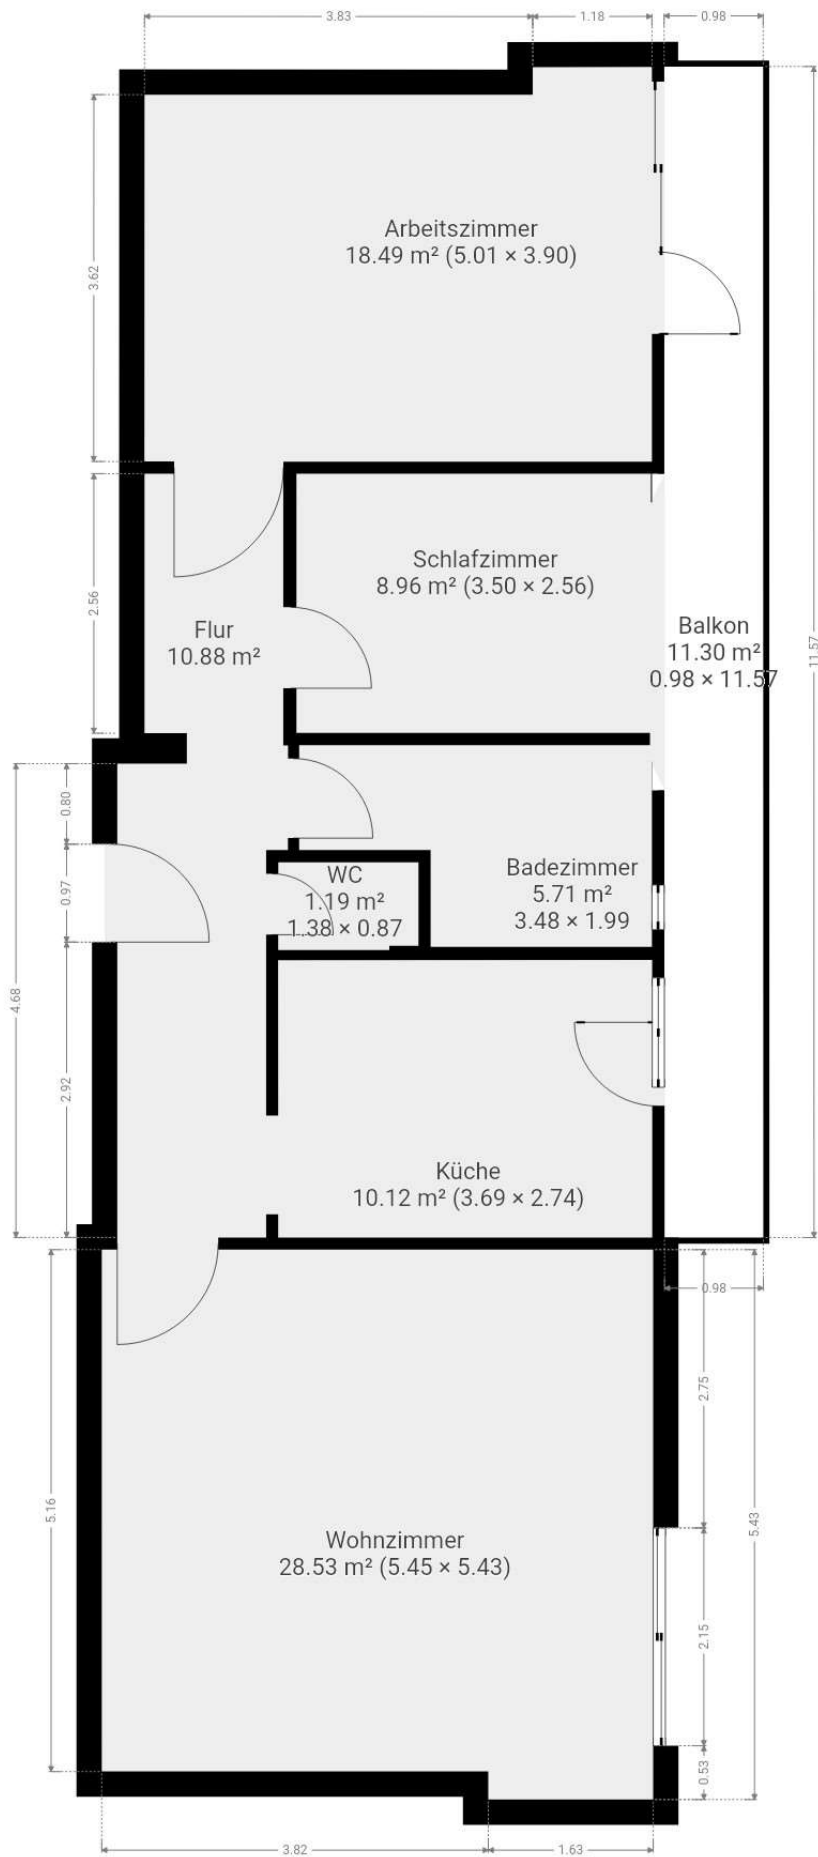 3.83
1.18
0.98
Arbeitszimmer
18.49 m² (5.01 × 3.90)
3.62
Schlafzimmer
8.96 m² (3.50 × 2.56)
2.56
Flur
10.88 m²
Balkon
11.30 m²
0.98 × 11.57
11.57
0.80
Badezimmer
5.71 m²
3.48 × 1.99
WC
1.19 m²
1.38 × 0.87
0.97
4.68
2.92
Küche
10.12 m² (3.69 × 2.74)
0.98
2.75
5.16
5.43
Wohnzimmer
28.53 m² (5.45 × 5.43)
2.15
0.53
3.82
1.63